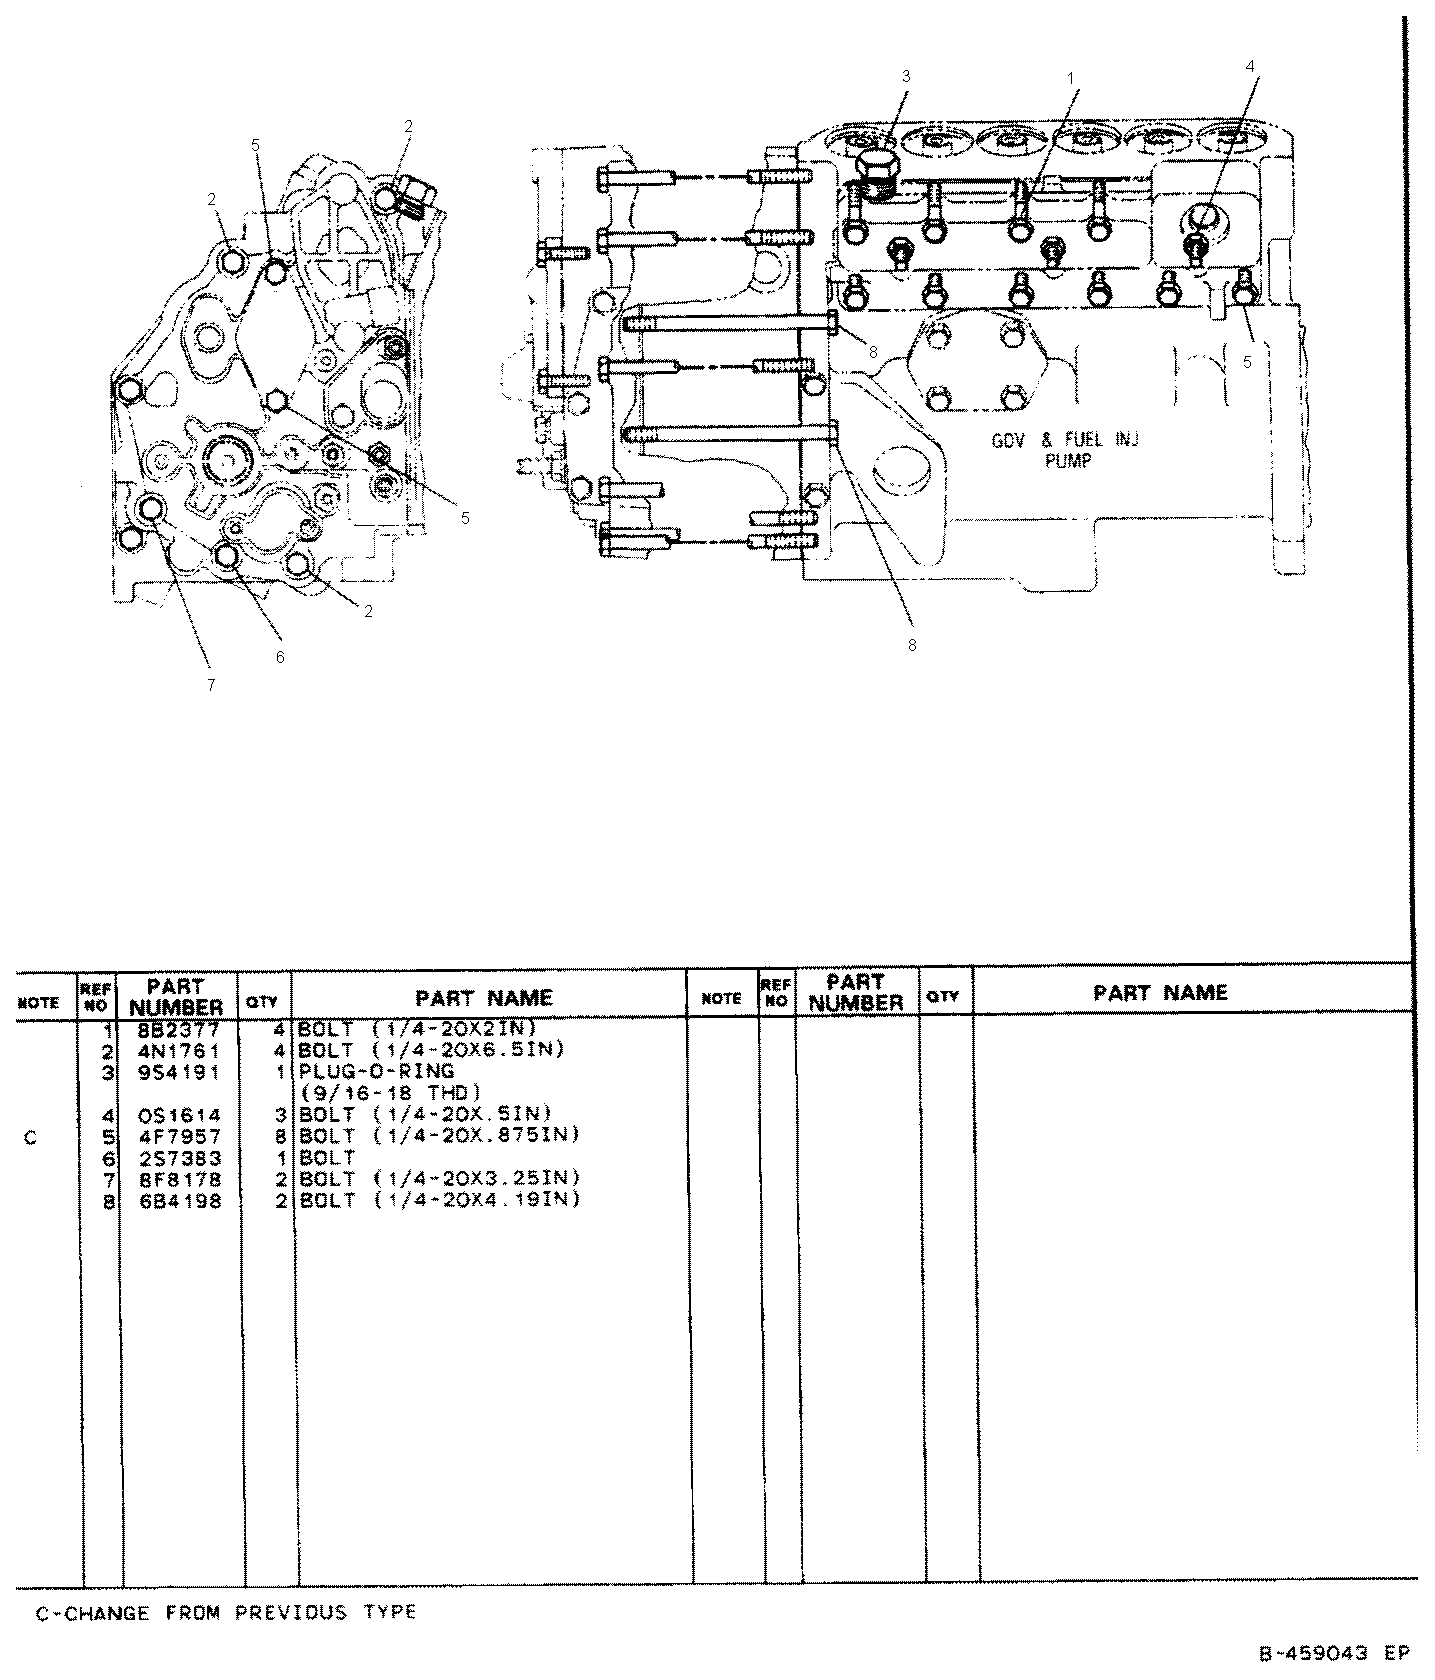 3 1 4
5 2
2
8
5
GOV & FUEL INJ
PUMP
5
2
8
6
7
NOTE REF NO PART NUMBER QTY PART NAME NOTE REF NO PART NUMBER QTY PART NAME
1 8B2377 4 BOLT (1/4-20X2IN)
2 4N1761 4 BOLT (1/4-20X6.5IN)
3 9S4191 1 PLUG-O-RING
(9/16-18 THD)
4 0S1614 3 BOLT (1/4-20X.5IN)
C 5 4F7957 8 BOLT (1/4-20X.875IN)
6 2S7383 1 BOLT
7 8F8178 2 BOLT (1/4-20X3.25IN)
8 6B4198 2 BOLT (1/4-20X4.19IN)
C-CHANGE FROM PREVIOUS TYPE
B-459043 EP